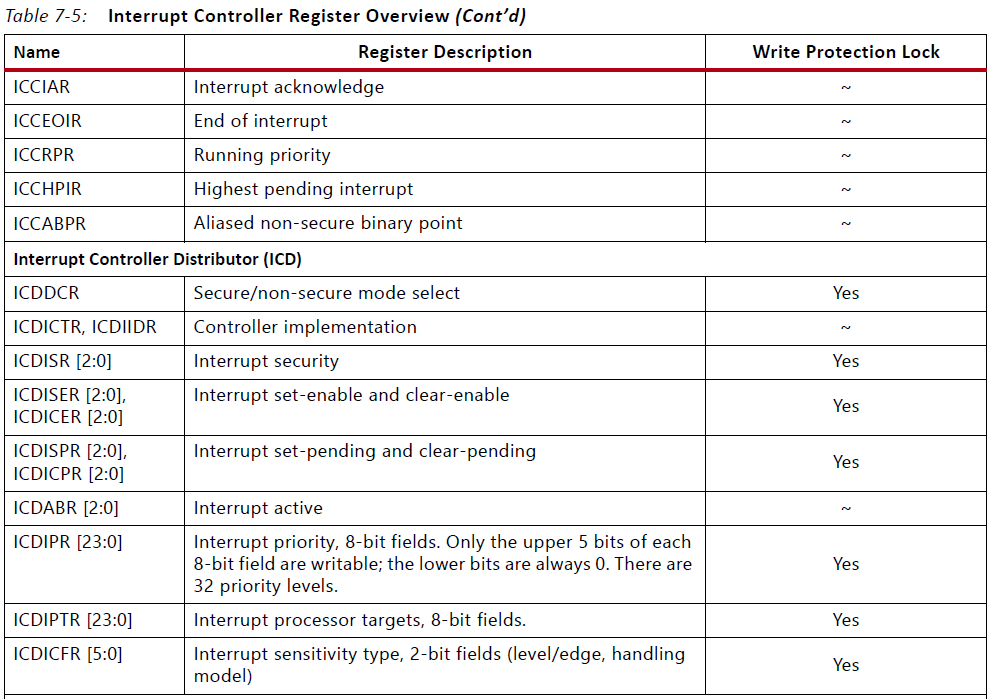 Table 7-5: Interrupt Controller Register Overview (Cont'd)
Name Register Description Write Protection Lock
ICCIAR Interrupt acknowledge ~
ICCEOIR End of interrupt ~
ICCRPR Running priority ~
ICCHPIR Highest pending interrupt ~
ICCABPR Aliased non-secure binary point ~
Interrupt Controller Distributor (ICD)
ICDDCR Secure/non-secure mode select Yes
ICDICTR, ICDIIDR Controller implementation ~
ICDISR [2:0] Interrupt security Yes
ICDISER [2:0],
ICDICER [2:0]
Interrupt set-enable and clear-enable
Yes
ICDISPR [2:0],
ICDICPR [2:0]
Interrupt set-pending and clear-pending
Yes
ICDABR [2:0] Interrupt active ~
ICDIPR [23:0]
Interrupt priority, 8-bit fields. Only the upper 5 bits of each
8-bit field are writable; the lower bits are always 0. There are
32 priority levels.
Yes
ICDIPTR [23:0] Interrupt processor targets, 8-bit fields. Yes
ICDICFR [5:0]
Interrupt sensitivity type, 2-bit fields (level/edge, handling
model)
Yes